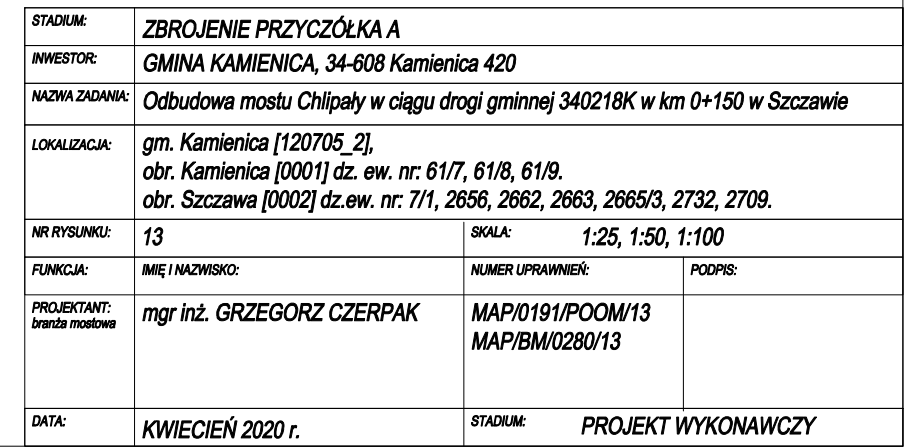 STADIUM: ZBROJENIE PRZYCZÓŁKA A
INWESTOR: GMINA KAMIENICA, 34-608 Kamienica 420
NAZWA ZADANIA: Odbudowa mostu Chlipały w ciągu drogi gminnej 340218K w km 0+150 w Szczawie
LOKALIZACJA: gm. Kamienica [120705_2],
obr. Kamienica [0001] dz. ew. nr: 61/7, 61/8, 61/9.
obr. Szczawa [0002] dz.ew. nr: 7/1, 2656, 2662, 2663, 2665/3, 2732, 2709.
NR RYSUNKU: 13 SKALA: 1:25, 1:50, 1:100
FUNKCJA: IMIĘ I NAZWISKO: NUMER UPRAWNIEŃ: PODPIS:
PROJEKTANT: mgr inż. GRZEGORZ CZERPAK MAP/0191/POOM/13
branża mostowa MAP/BM/0280/13
DATA: KWIECIEŃ 2020 r. STADIUM: PROJEKT WYKONAWCZY